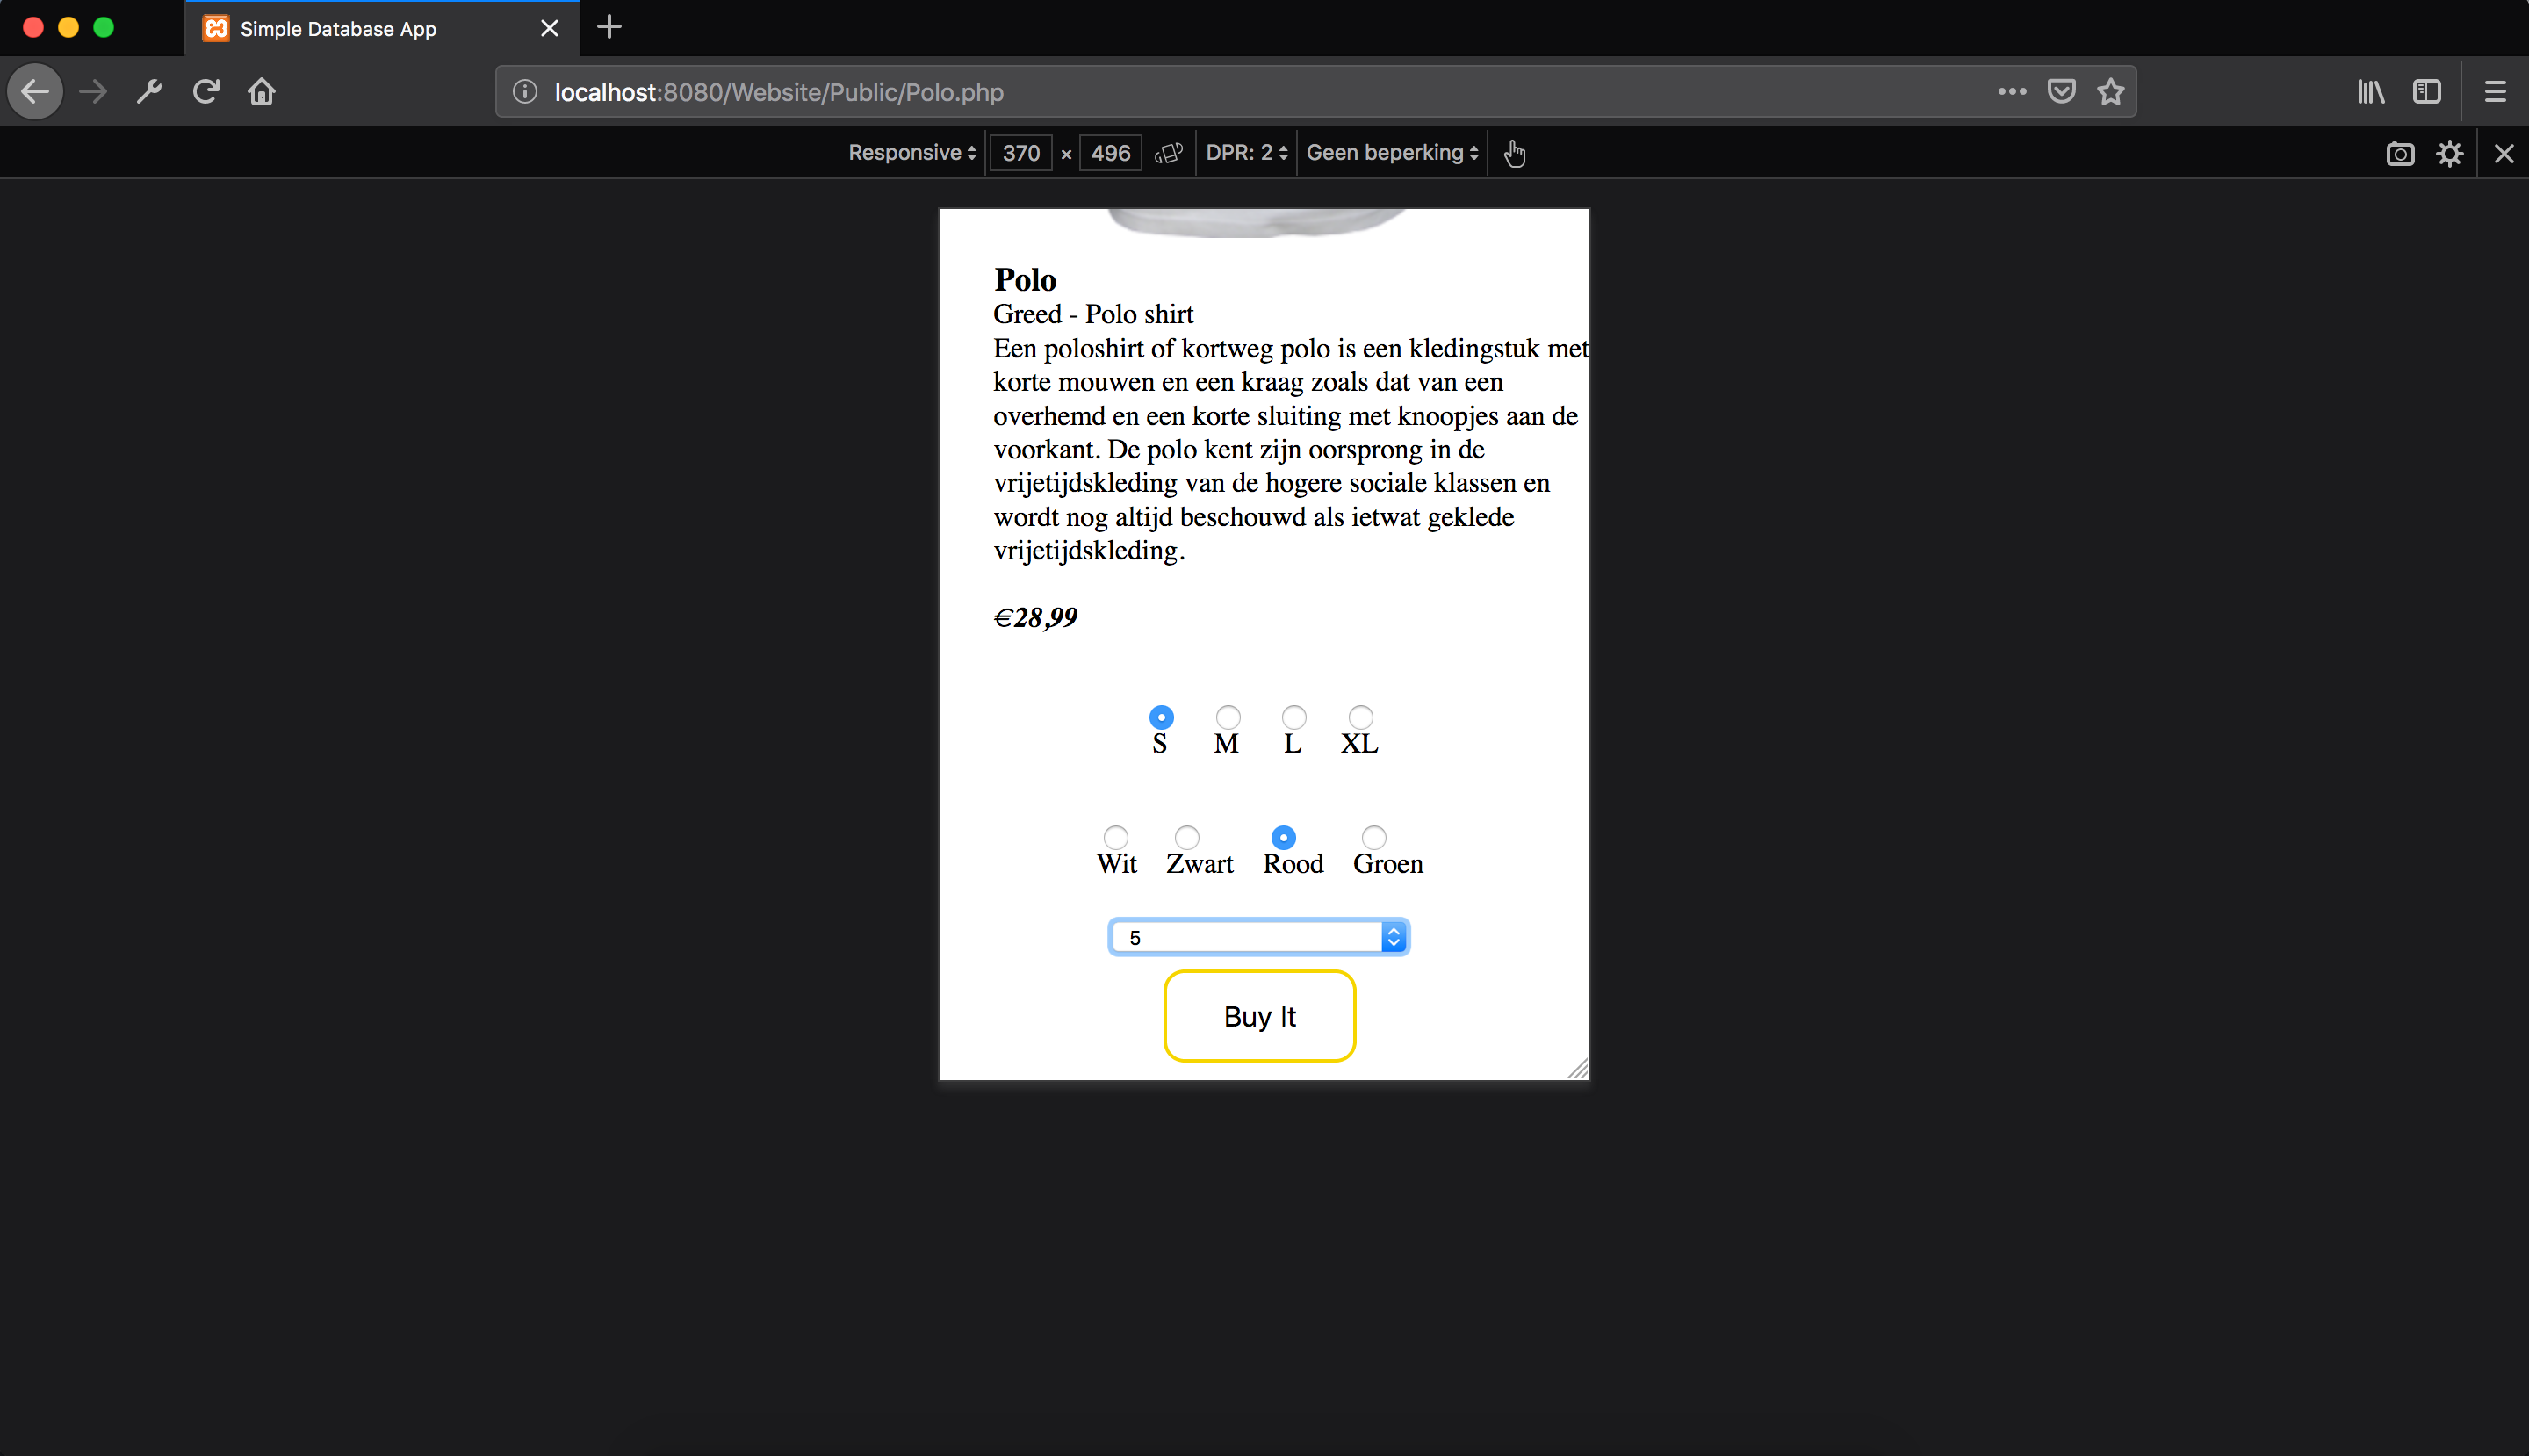 Simple Database App
localhost:8080/Website/Public/Polo.php
Responsive 370 × 496 DPR: 2 Geen beperking
Polo
Greed - Polo shirt
Een poloshirt of kortweg polo is een kledingstuk met
korte mouwen en een kraag zoals dat van een
overhemd en een korte sluiting met knoopjes aan de
voorkant. De polo kent zijn oorsprong in de
vrijetijdskleding van de hogere sociale klassen en
wordt nog altijd beschouwd als ietwat geklede
vrijetijdskleding.
€28,99
S M L XL
Wit Zwart Rood Groen
5
Buy It